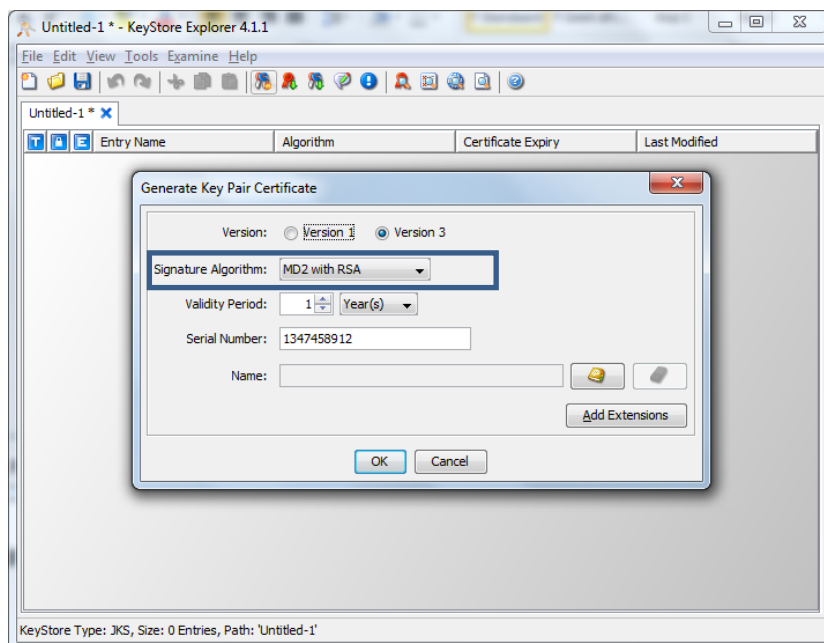 Untitled-1 * - KeyStore Explorer 4.1.1
File Edit View Tools Examine Help
Untitled-1 *
T E Entry Name Algorithm Certificate Expiry Last Modified
Generate Key Pair Certificate
Version: Version 1 Version 3
Signature Algorithm: MD2 with RSA
Validity Period: 1 Year(s)
Serial Number: 1347458912
Name:
Add Extensions
OK Cancel
KeyStore Type: JKS, Size: 0 Entries, Path: 'Untitled-1'